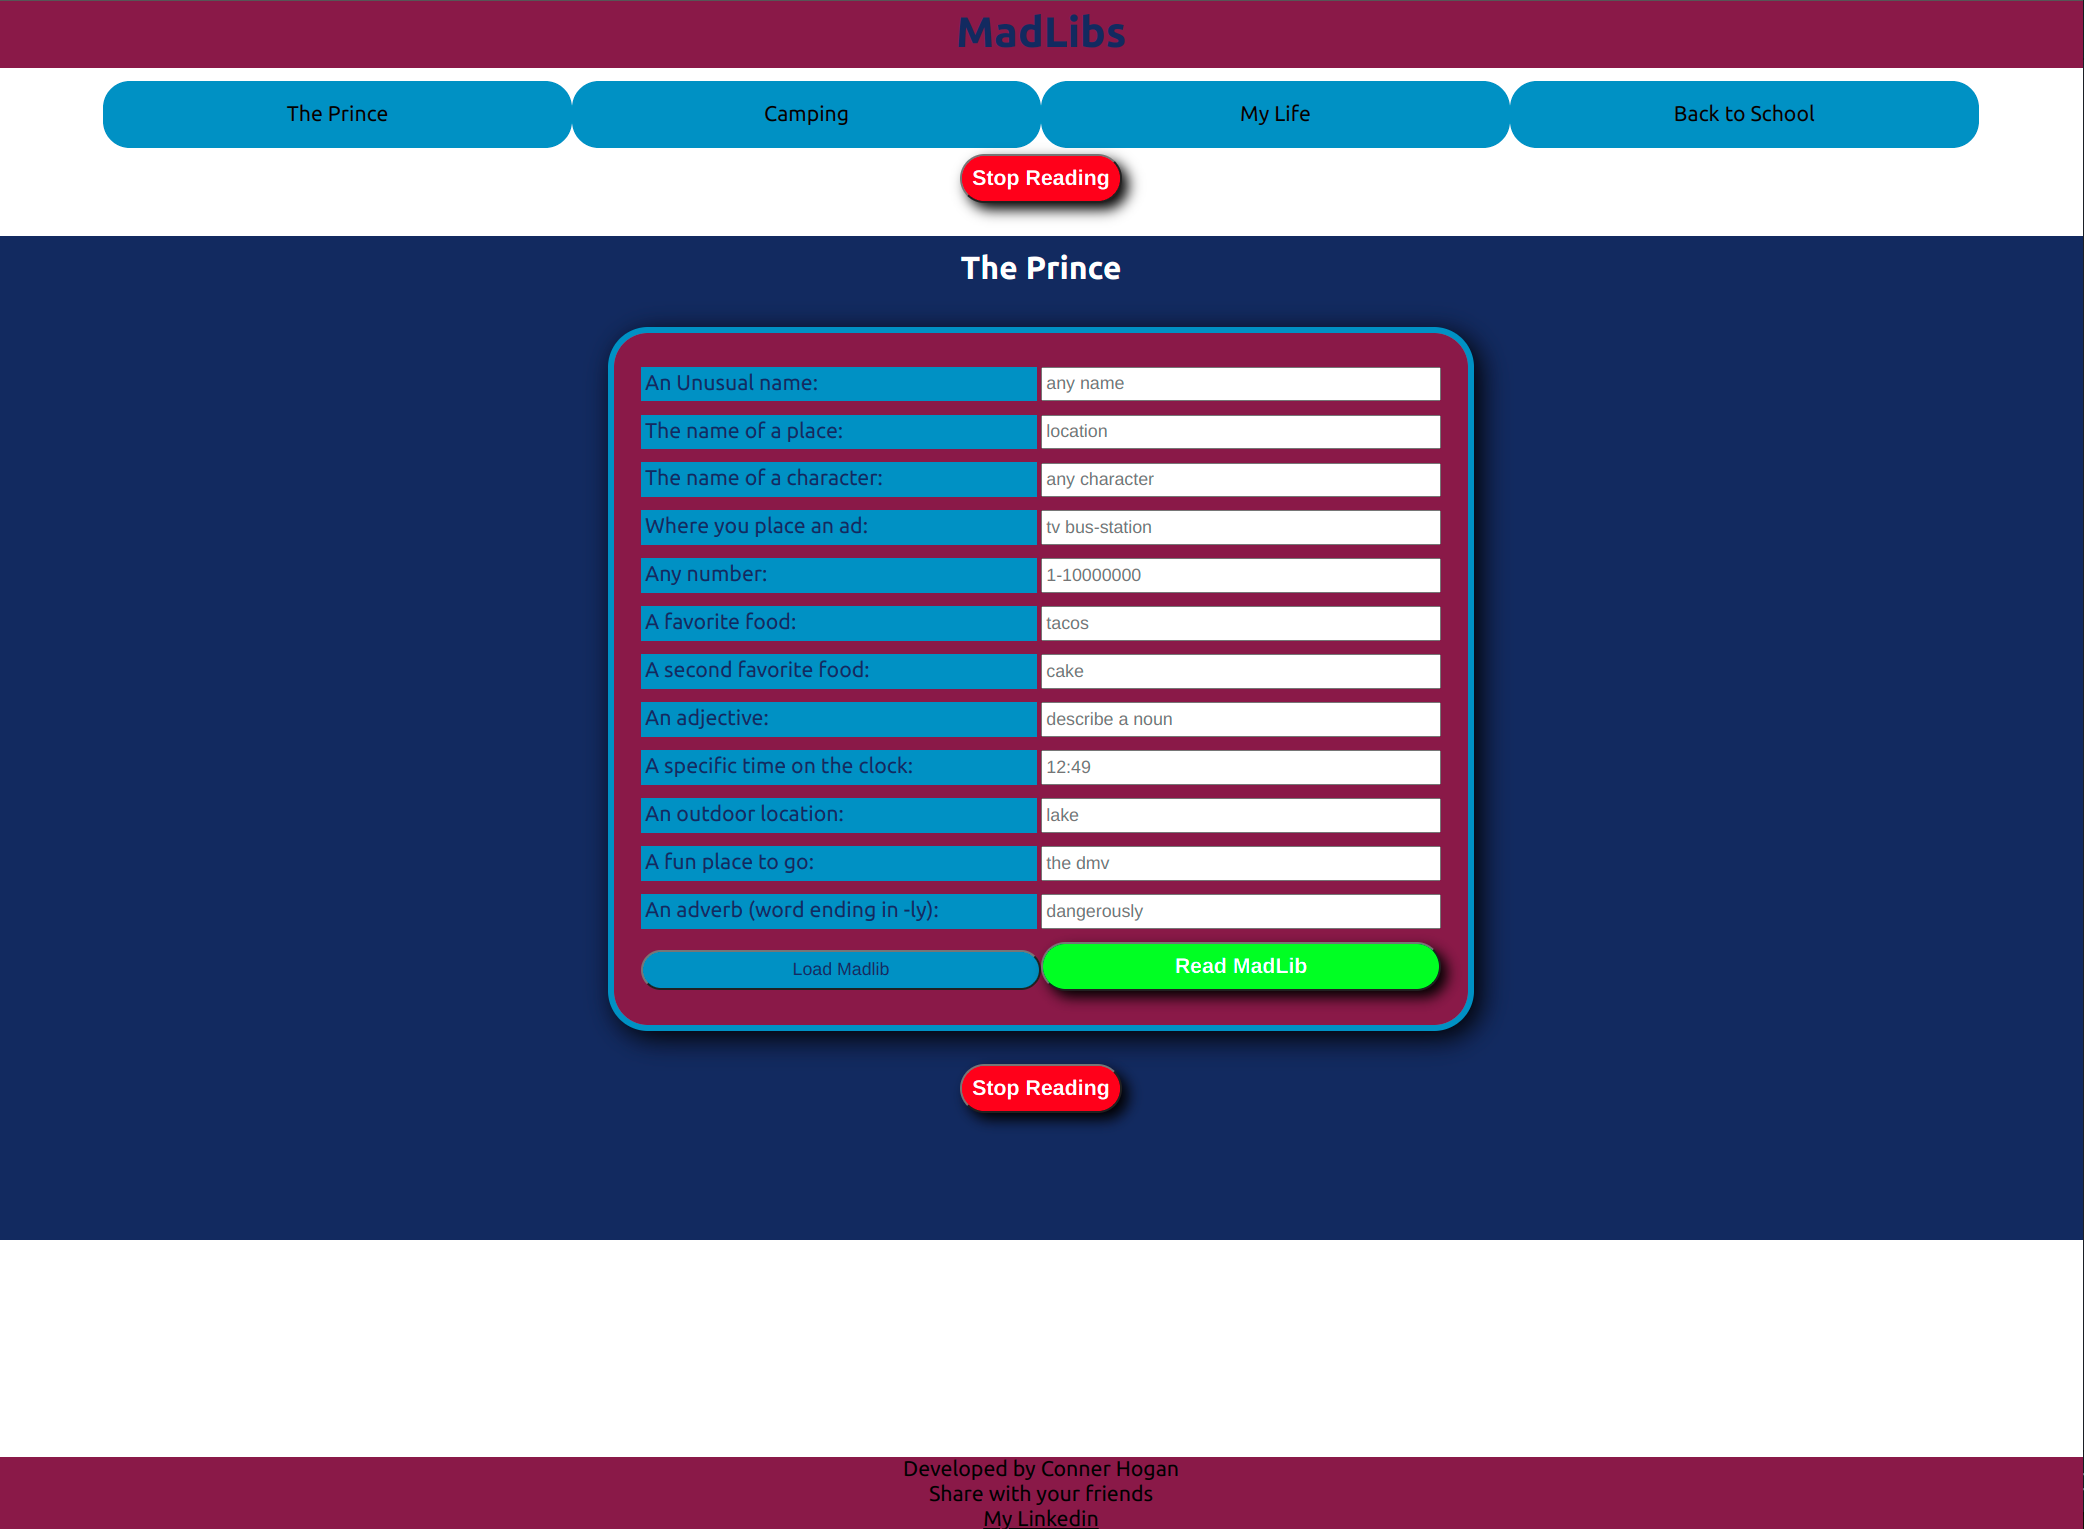 MadLibs
The Prince
Camping
My Life
Back to School
Stop Reading
The Prince
An Unusual name: any name
The name of a place: location
The name of a character: any character
Where you place an ad: tv bus-station
Any number: 1-10000000
A favorite food: tacos
A second favorite food: cake
An adjective: describe a noun
A specific time on the clock: 12:49
An outdoor location: lake
A fun place to go: the dmv
An adverb (word ending in -ly): dangerously
Load Madlib
Read MadLib
Stop Reading
Developed by Conner Hogan
Share with your friends
My Linkedin